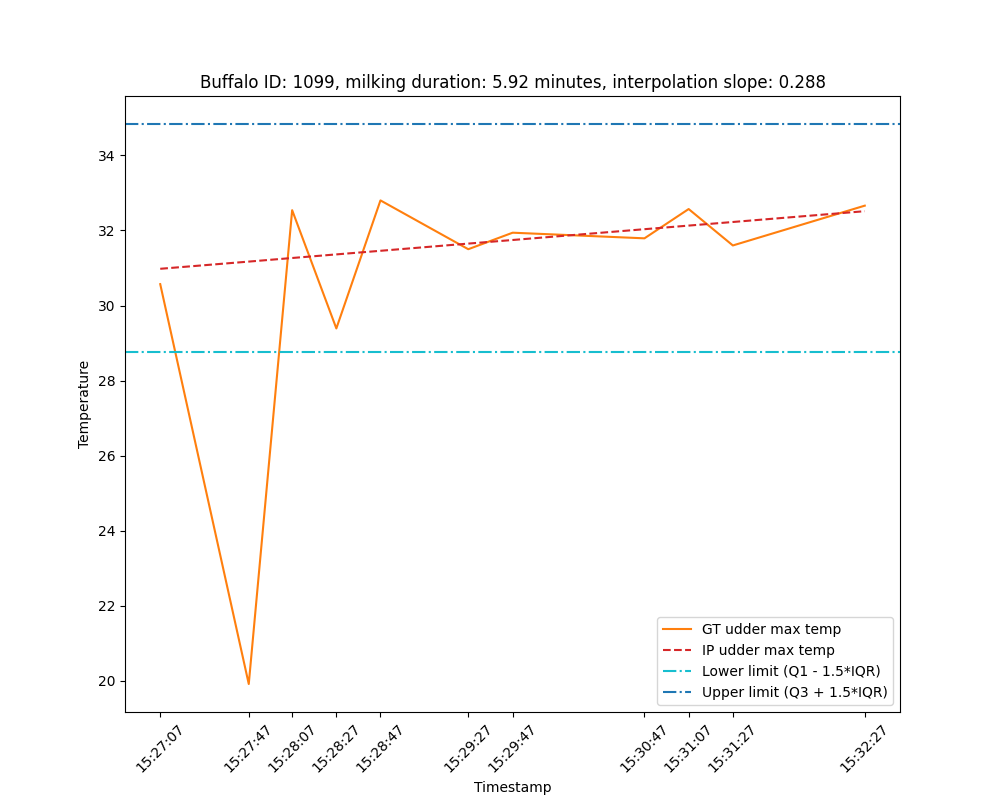 Buffalo ID: 1099, milking duration: 5.92 minutes, interpolation slope: 0.288
34
32
30
28
26
24
22
20
Temperature
GT udder max temp
IP udder max temp
Lower limit (Q1 - 1.5*IQR)
Upper limit (Q3 + 1.5*IQR)
15:27:07
15:27:47
15:28:07
15:28:27
15:28:47
15:29:27
15:29:47
15:30:47
15:31:07
15:31:27
15:32:27
Timestamp